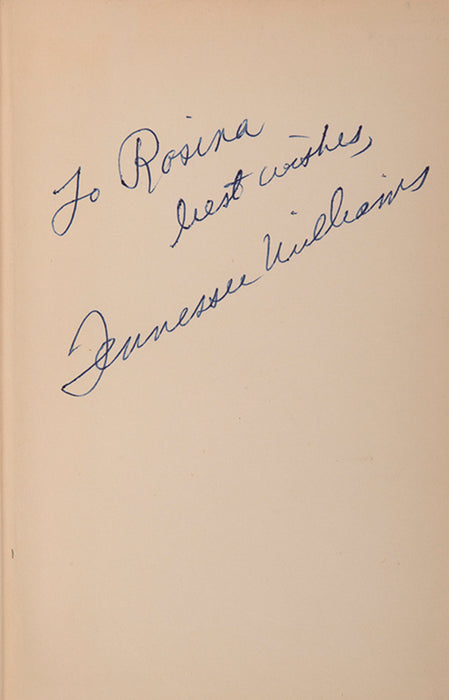 To Rosina
best wishes,
Tennessee Williams